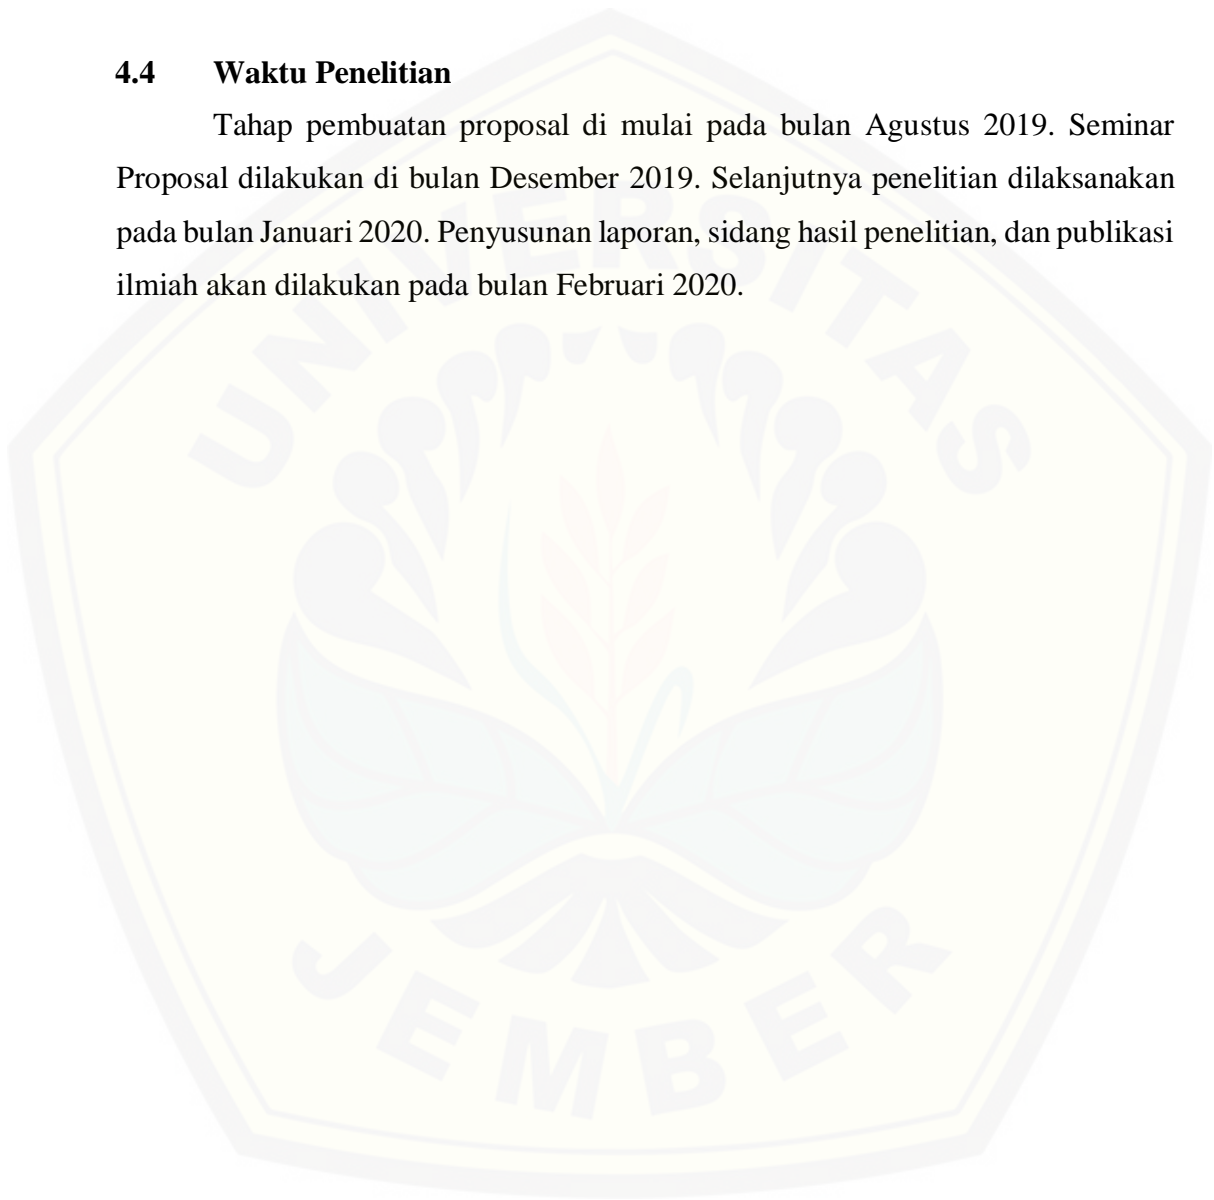 4.4 Waktu Penelitian
Tahap pembuatan proposal di mulai pada bulan Agustus 2019. Seminar
Proposal dilakukan di bulan Desember 2019. Selanjutnya penelitian dilaksanakan
pada bulan Januari 2020. Penyusunan laporan, sidang hasil penelitian, dan publikasi
ilmiah akan dilakukan pada bulan Februari 2020.
UNIVERSITAS
JEMBER